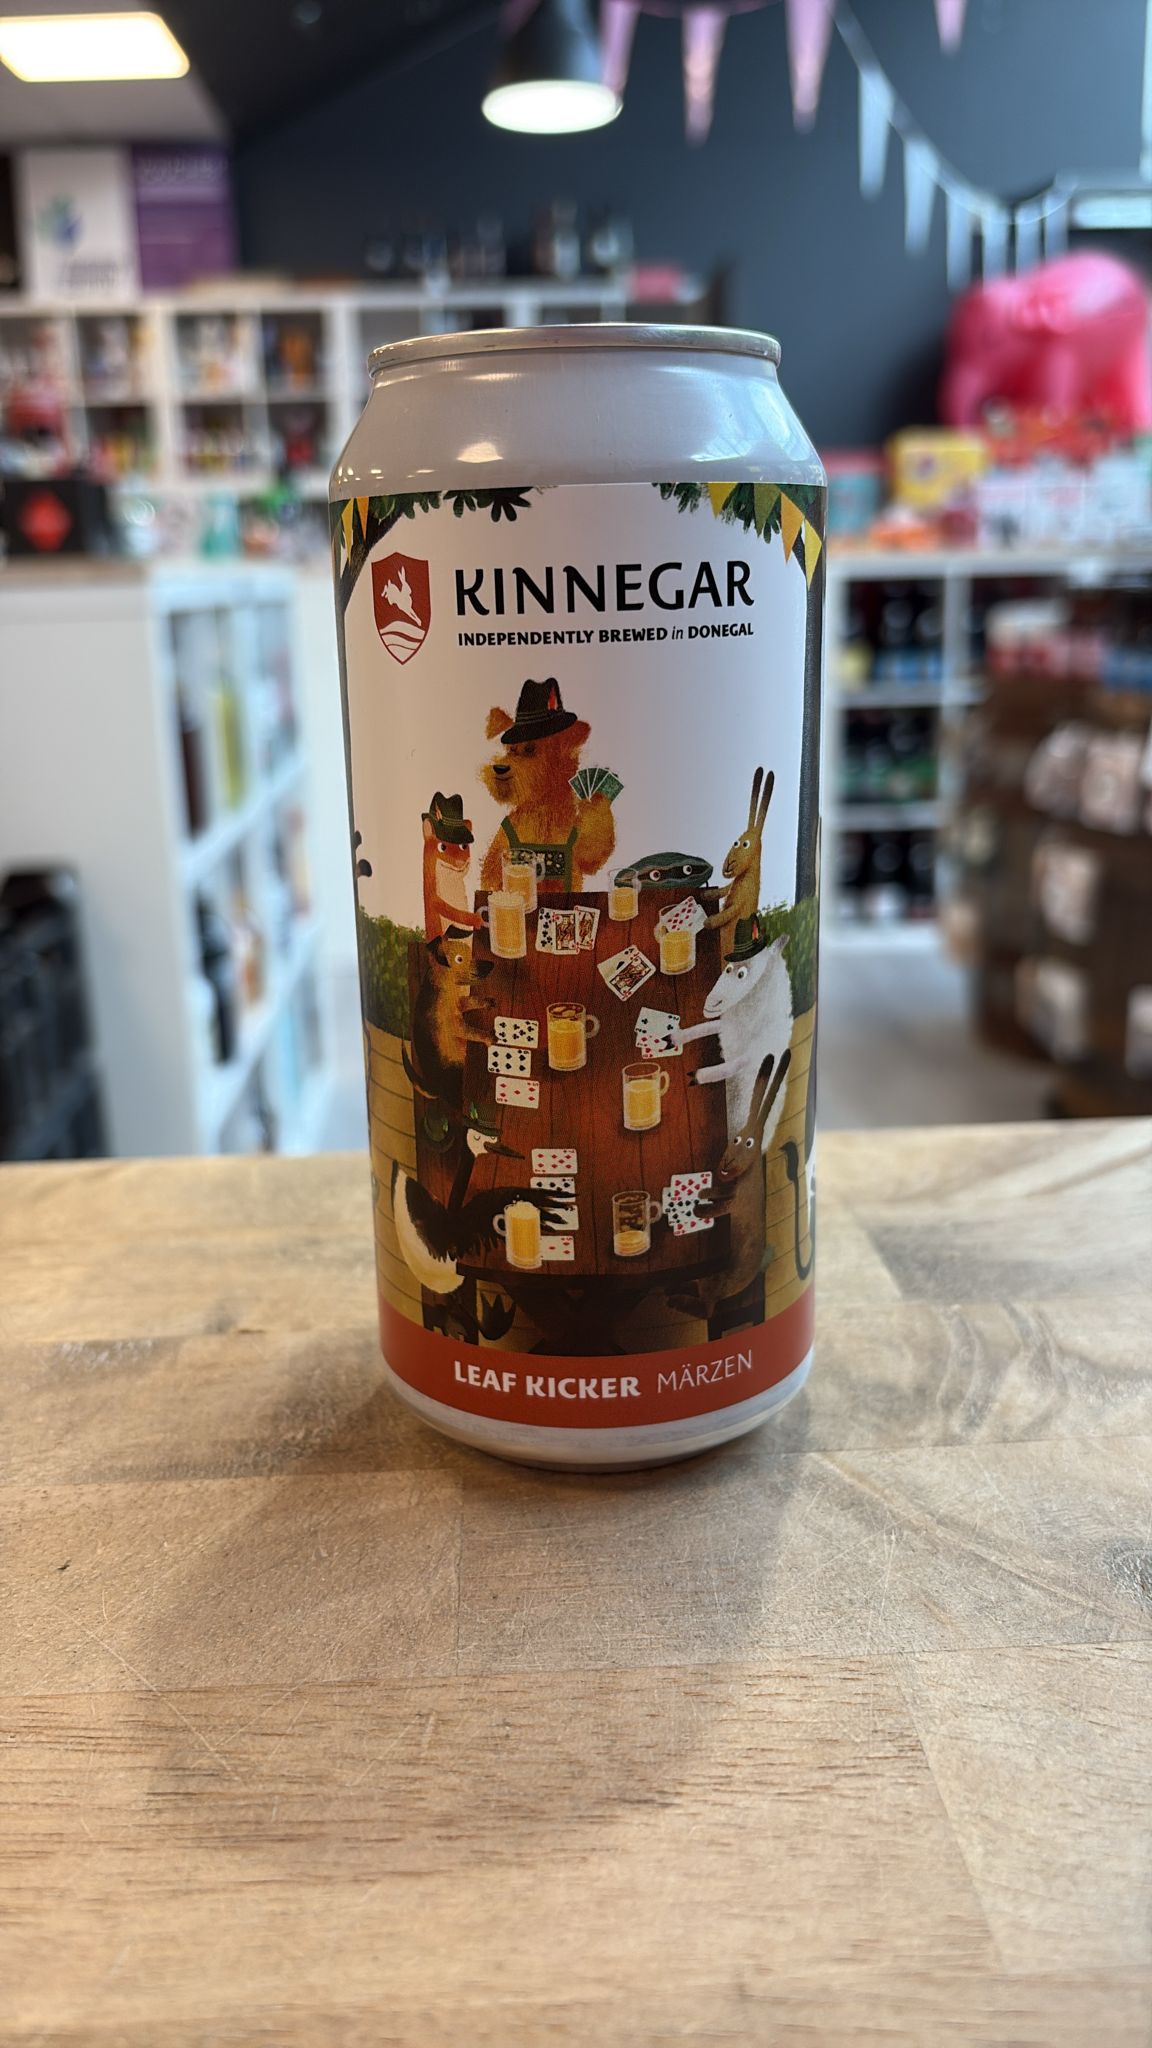 KINNEGAR
INDEPENDENTLY BREWED in DONEGAL
LEAF KICKER MÄRZEN